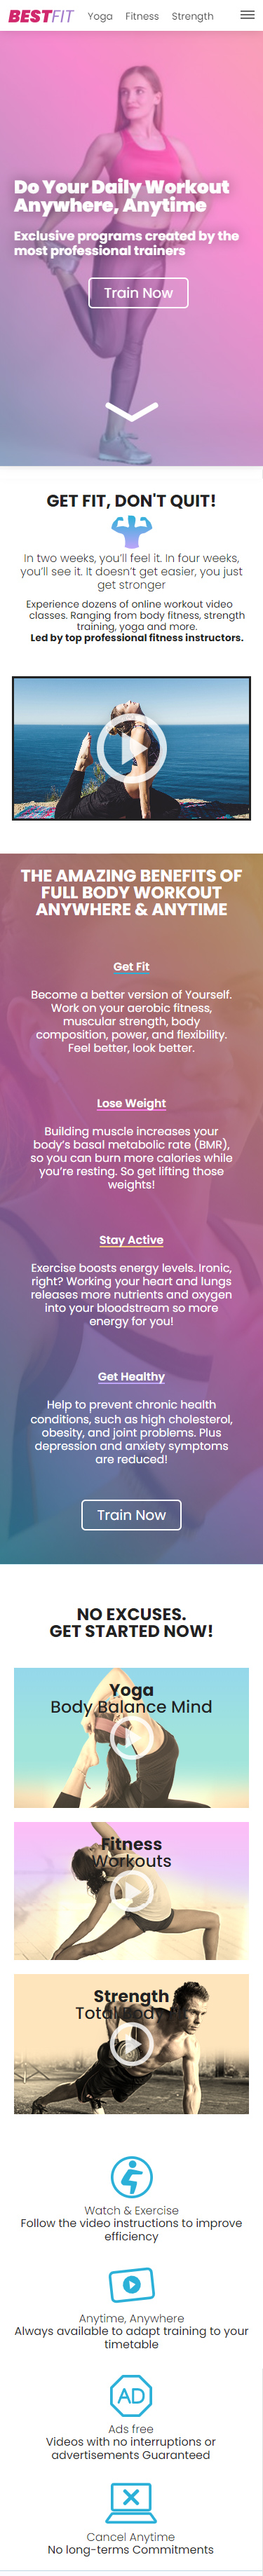 BESTFIT Yoga Fitness Strength
Do Your Daily Workout
Anywhere, Anytime
Exclusive programs created by the
most professional trainers
Train Now
GET FIT, DON'T QUIT!
In two weeks, you'll feel it. In four weeks,
you'll see it. It doesn't get easier, you just
get stronger
Experience dozens of online workout video
classes. Ranging from body fitness, strength
training, yoga and more.
Led by top professional fitness instructors.
THE AMAZING BENEFITS OF
FULL BODY WORKOUT
ANYWHERE & ANYTIME
Get Fit
Become a better version of Yourself.
Work on your aerobic fitness,
muscular strength, body
composition, power, and flexibility.
Feel better, look better.
Lose Weight
Building muscle increases your
body's basal metabolic rate (BMR),
so you can burn more calories while
you're resting. So get lifting those
weights!
Stay Active
Exercise boosts energy levels. Ironic,
right? Working your heart and lungs
releases more nutrients and oxygen
into your bloodstream so more
energy for you!
Get Healthy
Help to prevent chronic health
conditions, such as high cholesterol,
obesity, and joint problems. Plus
depression and anxiety symptoms
are reduced!
Train Now
NO EXCUSES.
GET STARTED NOW!
Yoga
Body Balance Mind
Fitness
Workouts
Strength
Total Body
Watch & Exercise
Follow the video instructions to improve
efficiency
Anytime, Anywhere
Always available to adapt training to your
timetable
AD
Ads free
Videos with no interruptions or
advertisements Guaranteed
Cancel Anytime
No long-terms Commitments